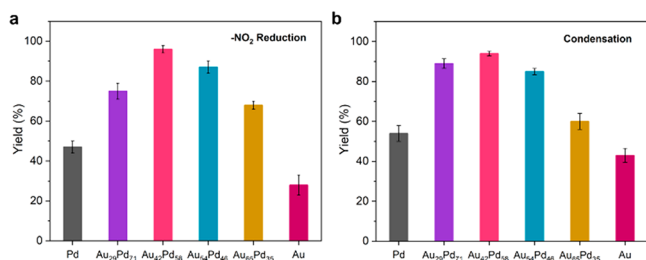 a
-NO₂ Reduction
Yield (%)
100
80
60
40
20
0
Pd
Au₂₉Pd₇₁
Au₄₂Pd₅₈
Au₅₄Pd₄₆
Au₆₅Pd₃₅
Au
b
Condensation
Yield (%)
100
80
60
40
20
0
Pd
Au₂₉Pd₇₁
Au₄₂Pd₅₈
Au₅₄Pd₄₆
Au₆₅Pd₃₅
Au